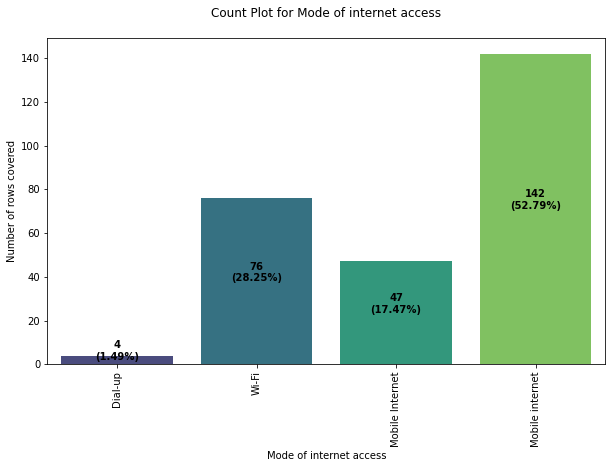 Count Plot for Mode of internet access
140
120
100
80
60
40
20
0
Number of rows covered
4
(1.49%)
76
(28.25%)
47
(17.47%)
142
(52.79%)
Dial-up
Wi-Fi
Mobile Internet
Mobile internet
Mode of internet access